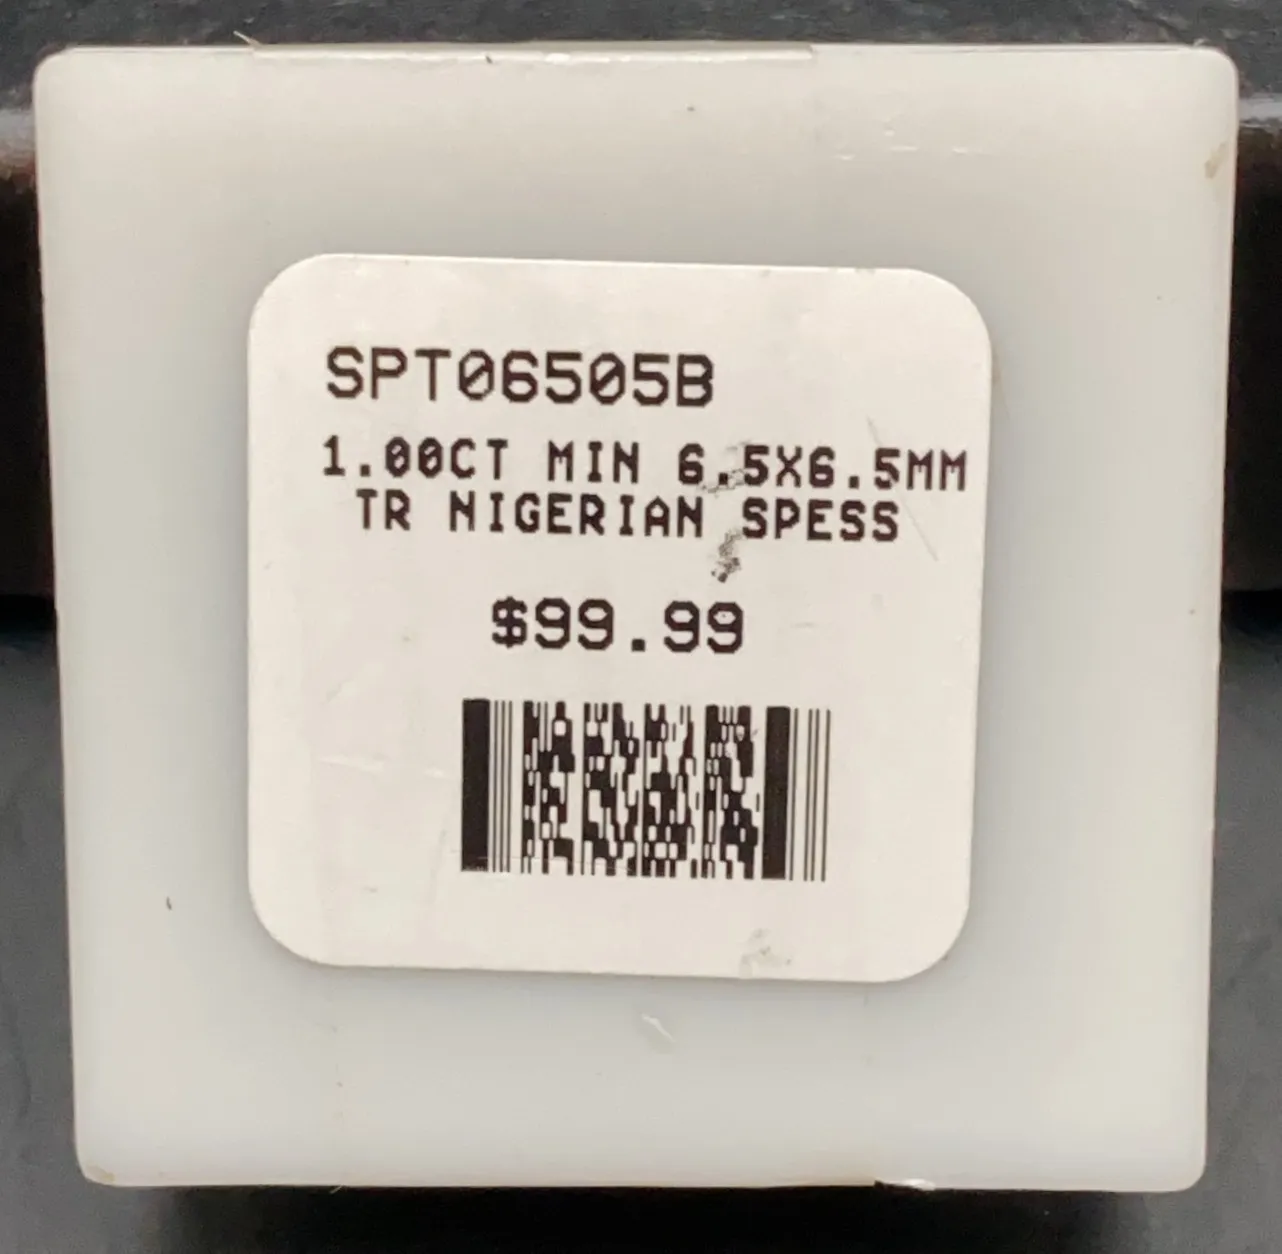 SPT06505B
1.00CT MIN 6.5X6.5MM
TR NIGERIAN SPESS
$99.99